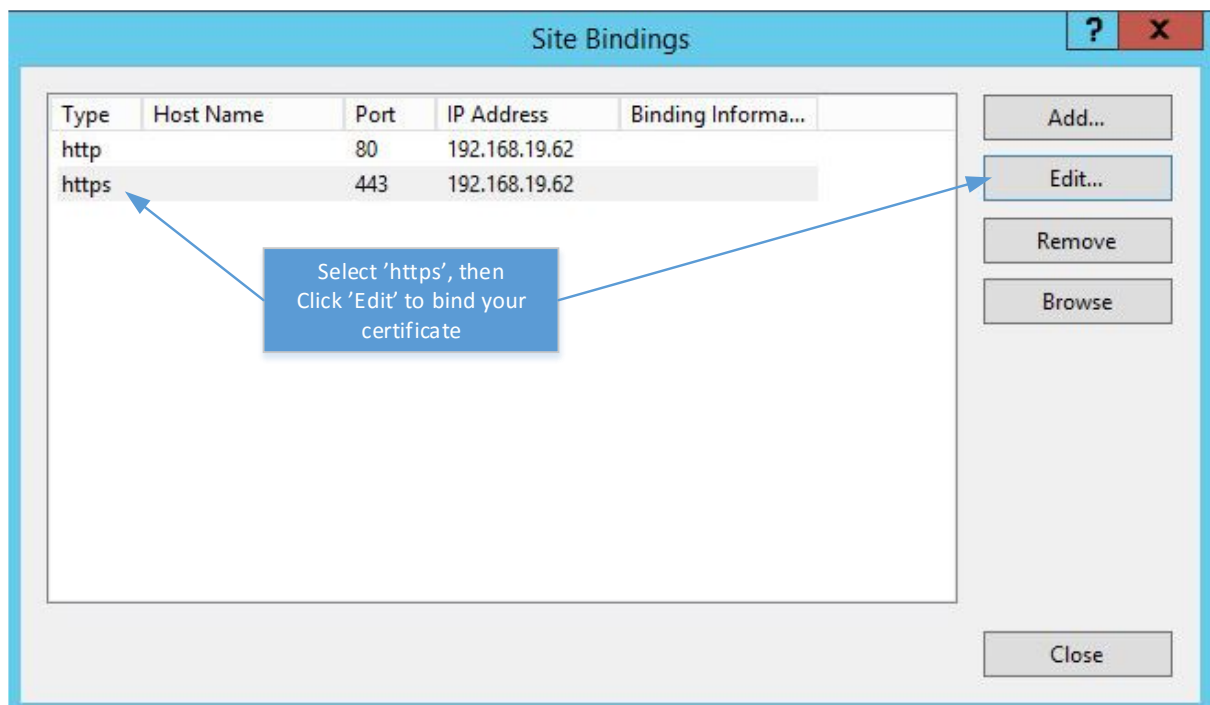 Site Bindings
?
x
Type Host Name Port IP Address Binding Informa...
http 80 192.168.19.62
https 443 192.168.19.62
Add...
Edit...
Remove
Browse
Select ’https’, then
Click ’Edit’ to bind your
certificate
Close